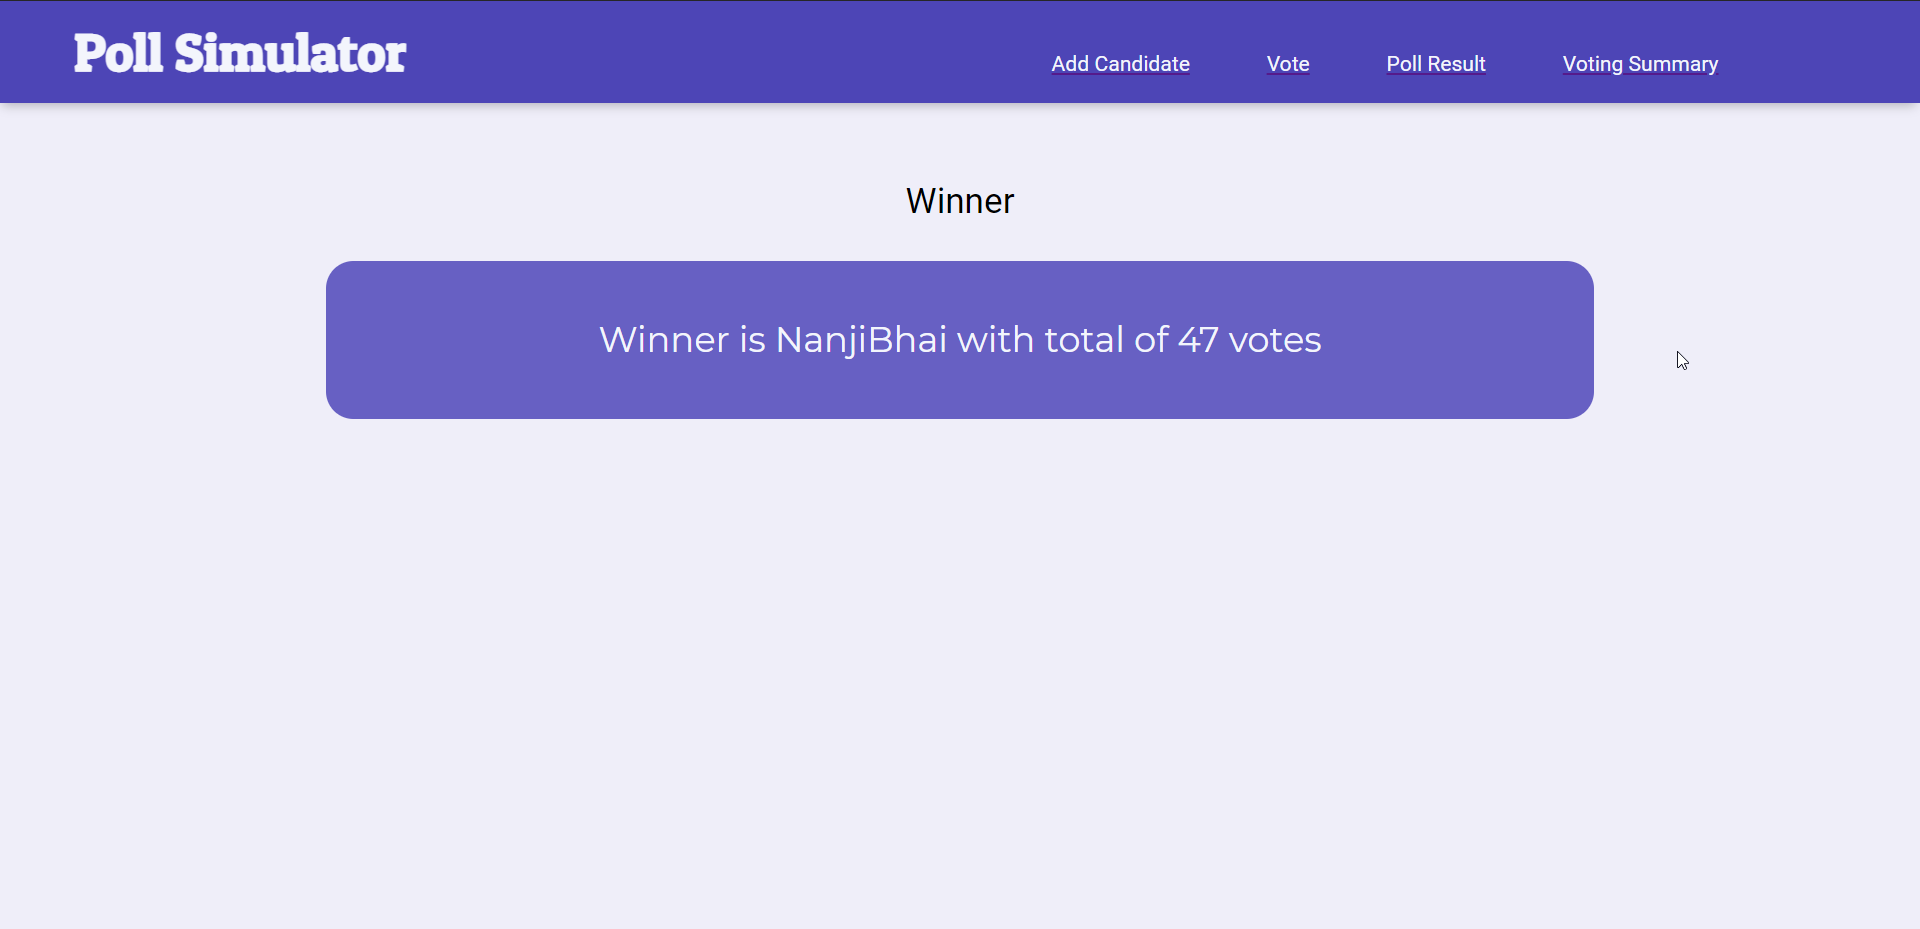 Poll Simulator
Add Candidate Vote Poll Result Voting Summary
Winner
Winner is NanjiBhai with total of 47 votes